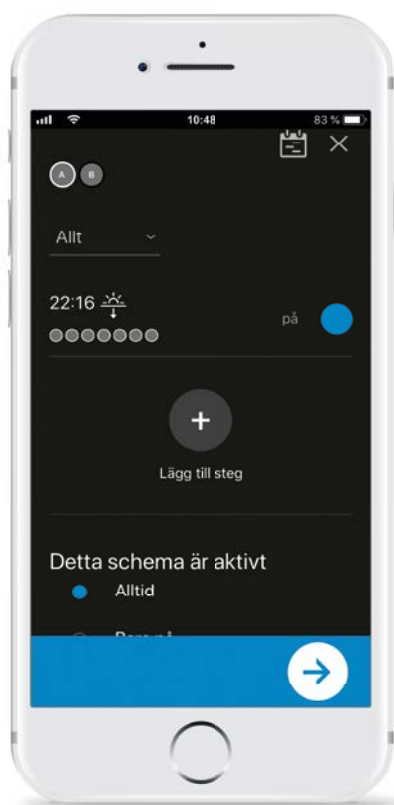 10:48
83 %
A B
Allt
22:16
på
Lägg till steg
Detta schema är aktivt
Alltid